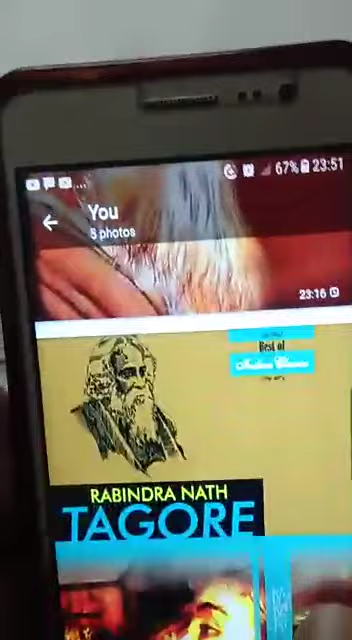 67% 23:51
You
8 photos
23:16
Best of
RABINDRA NATH
TAGORE